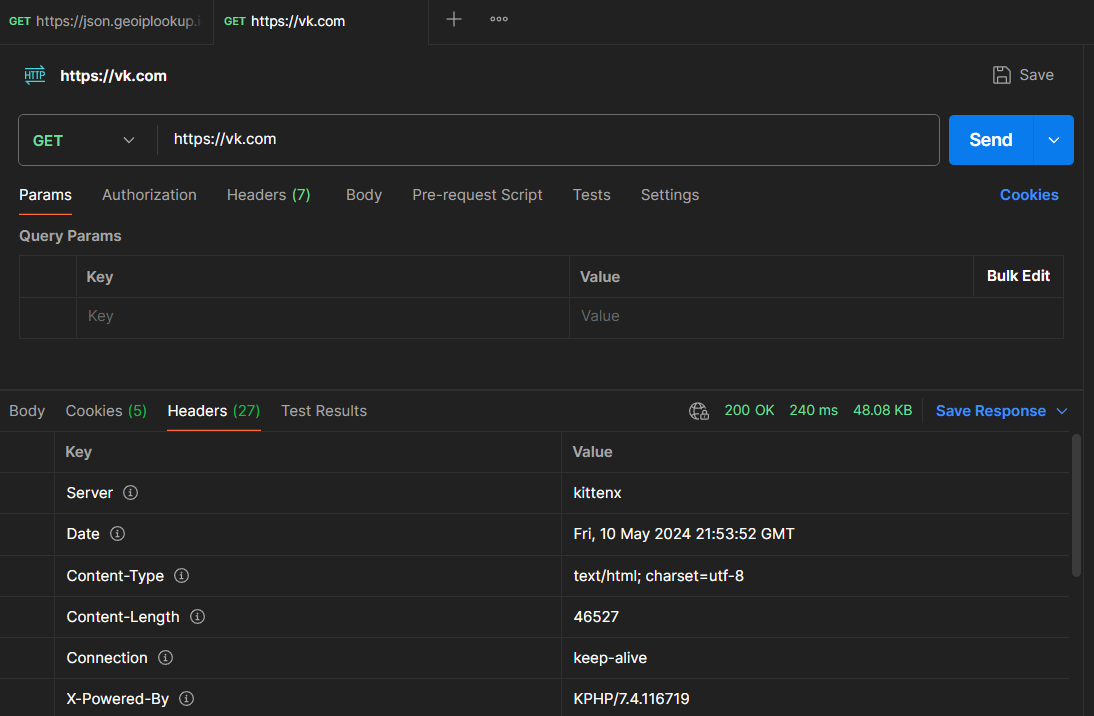 GET https://json.geoiplookup.i GET https://vk.com
HTTP https://vk.com Save
GET https://vk.com Send
Params Authorization Headers (7) Body Pre-request Script Tests Settings Cookies
Query Params
Key Value Bulk Edit
Key Value
Body Cookies (5) Headers (27) Test Results 200 OK 240 ms 48.08 KB Save Response
Key Value
Server kittenx
Date Fri, 10 May 2024 21:53:52 GMT
Content-Type text/html; charset=utf-8
Content-Length 46527
Connection keep-alive
X-Powered-By KPHP/7.4.116719